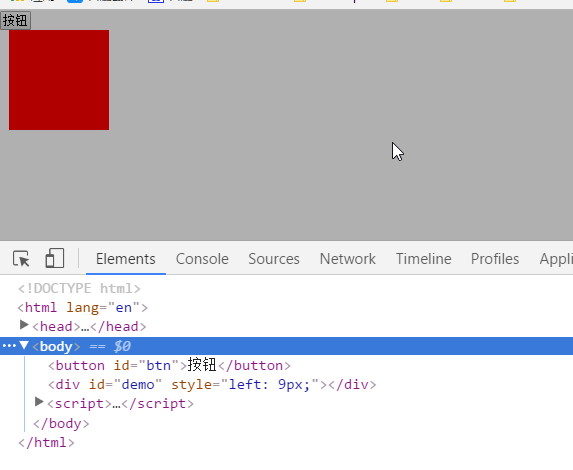 按钮
Elements Console Sources Network Timeline Profiles Appli
<!DOCTYPE html>
<html lang="en">
▶<head>…</head>
•••▼<body> == $0
<button id="btn">按钮</button>
<div id="demo" style="left: 9px;"></div>
▶<script>…</script>
</body>
</html>